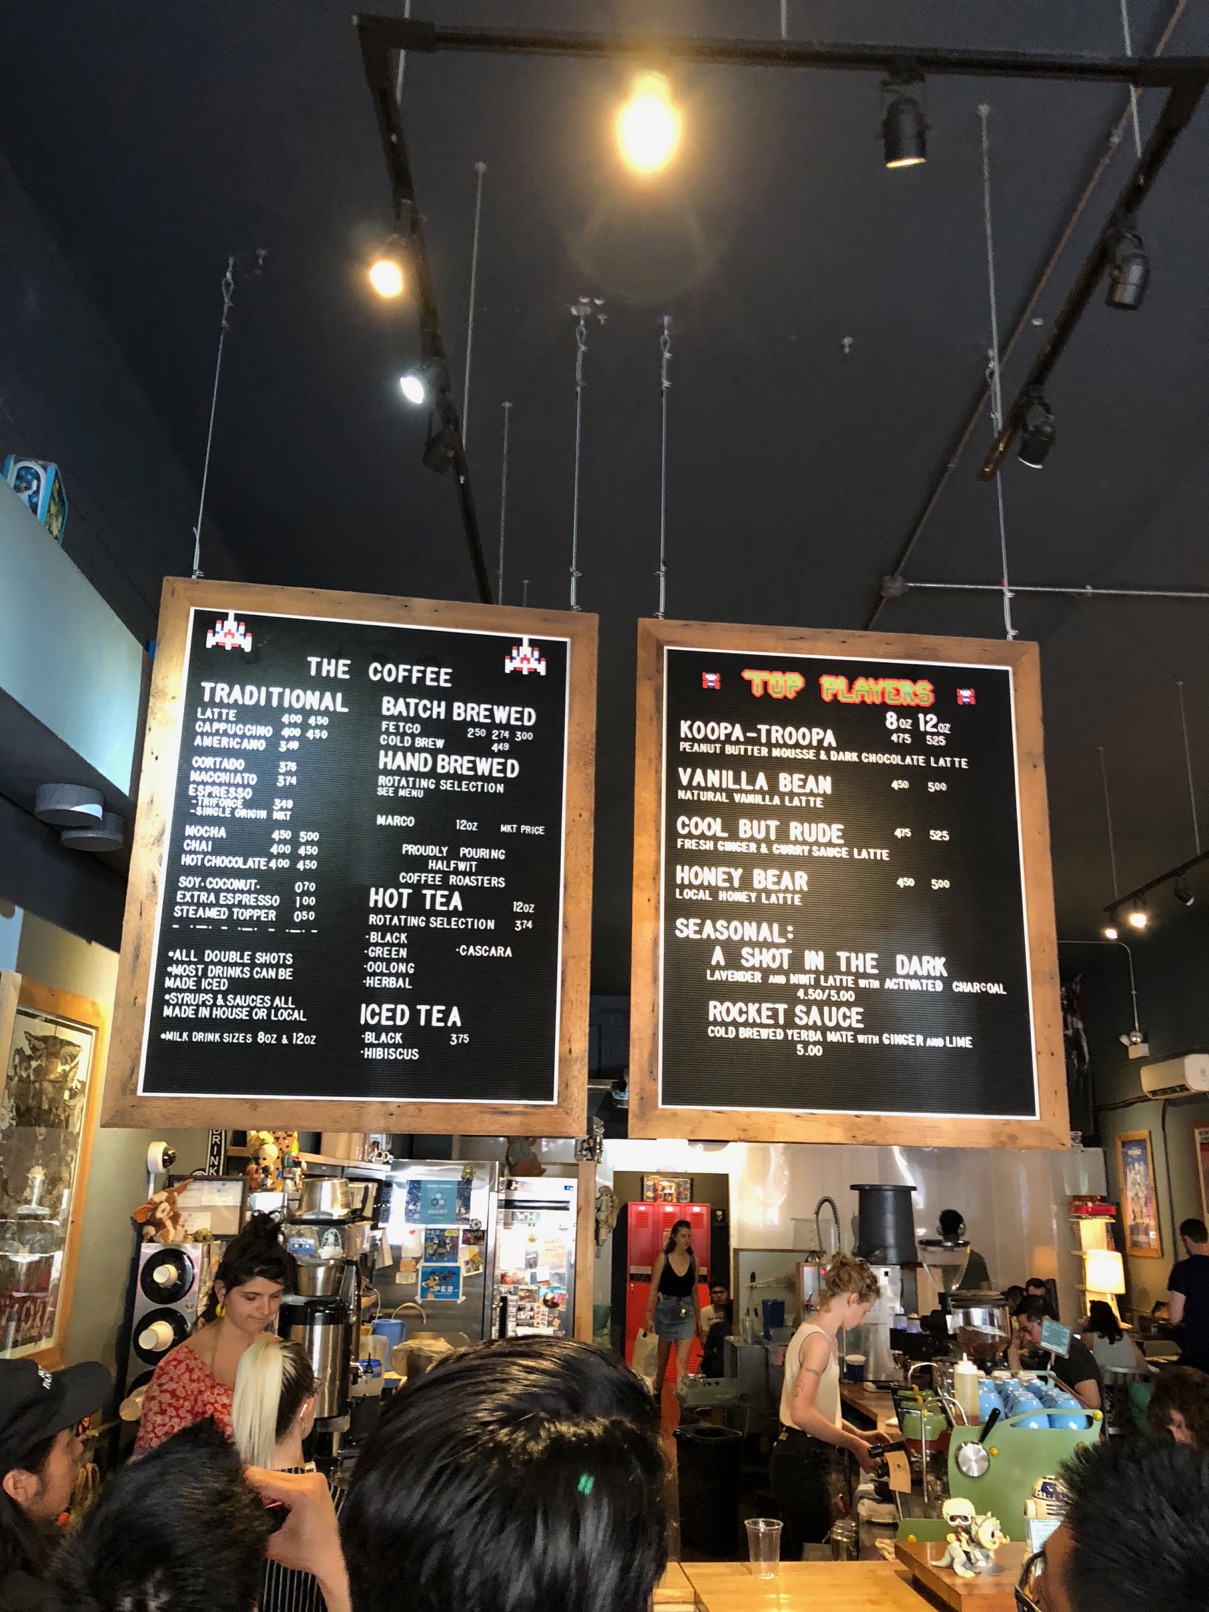 THE COFFEE
TRADITIONAL
LATTE 400 450
CAPPUCCINO 400 450
AMERICANO 349
CORTADO 375
MACCHIATO 374
ESPRESSO
-TRIFORCE 349
-SINGLE ORIGIN MKT
MOCHA 450 500
CHAI 400 450
HOT CHOCOLATE 400 450
SOY·COCONUT· 070
EXTRA ESPRESSO 100
STEAMED TOPPER 050
•ALL DOUBLE SHOTS
•MOST DRINKS CAN BE
MADE ICED
•SYRUPS & SAUCES ALL
MADE IN HOUSE OR LOCAL
•MILK DRINK SIZES 8oz & 12oz
BATCH BREWED
FETCO 250 274 300
COLD BREW 449
HAND BREWED
ROTATING SELECTION
SEE MENU
MARCO 12oz MKT PRICE
PROUDLY POURING
HALFWIT
COFFEE ROASTERS
HOT TEA 12oz
ROTATING SELECTION 374
·BLACK
·GREEN ·CASCARA
·OOLONG
·HERBAL
ICED TEA
·BLACK 375
·HIBISCUS
TOP PLAYERS
8oz 12oz
KOOPA-TROOPA 475 525
PEANUT BUTTER MOUSSE & DARK CHOCOLATE LATTE
VANILLA BEAN 450 500
NATURAL VANILLA LATTE
COOL BUT RUDE 475 525
FRESH GINGER & CURRY SAUCE LATTE
HONEY BEAR 450 500
LOCAL HONEY LATTE
SEASONAL:
A SHOT IN THE DARK
LAVENDER AND MINT LATTE WITH ACTIVATED CHARCOAL
4.50/5.00
ROCKET SAUCE
COLD BREWED YERBA MATE WITH GINGER AND LIME
5.00